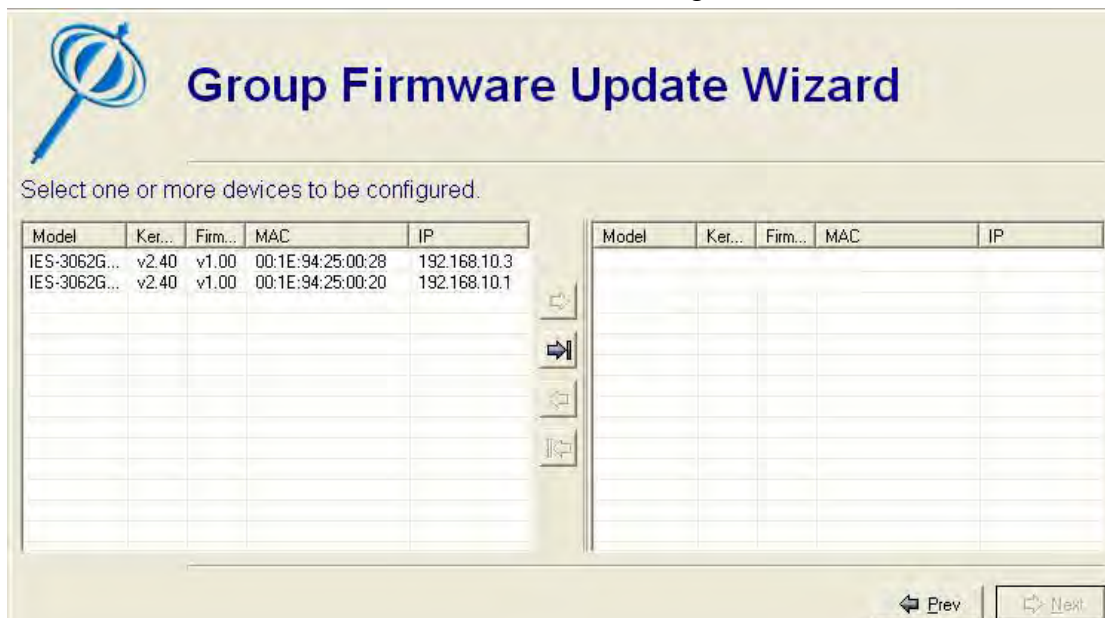 Group Firmware Update Wizard
Select one or more devices to be configured.
Model Ker... Firm... MAC IP
IES-3062G... v2.40 v1.00 00:1E:94:25:00:28 192.168.10.3
IES-3062G... v2.40 v1.00 00:1E:94:25:00:20 192.168.10.1
Model Ker... Firm... MAC IP
Prev Next